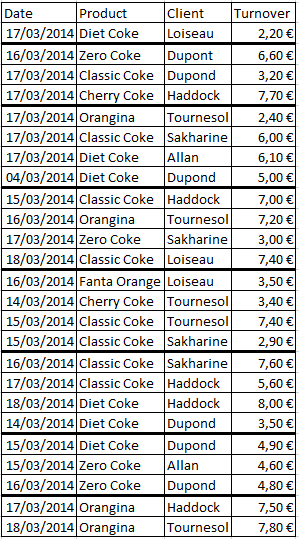 Date Product Client Turnover
17/03/2014 Diet Coke Loiseau 2,20 €
16/03/2014 Zero Coke Dupont 6,60 €
17/03/2014 Classic Coke Dupond 3,20 €
17/03/2014 Cherry Coke Haddock 7,70 €
17/03/2014 Orangina Tournesol 2,40 €
17/03/2014 Classic Coke Sakharine 6,00 €
17/03/2014 Diet Coke Allan 6,10 €
04/03/2014 Diet Coke Dupond 5,00 €
15/03/2014 Classic Coke Haddock 7,00 €
16/03/2014 Orangina Tournesol 7,20 €
17/03/2014 Zero Coke Sakharine 3,00 €
18/03/2014 Classic Coke Loiseau 7,40 €
16/03/2014 Fanta Orange Loiseau 3,50 €
14/03/2014 Cherry Coke Tournesol 3,40 €
15/03/2014 Classic Coke Tournesol 7,40 €
15/03/2014 Classic Coke Sakharine 2,90 €
16/03/2014 Classic Coke Sakharine 7,60 €
17/03/2014 Classic Coke Haddock 5,60 €
18/03/2014 Diet Coke Haddock 8,00 €
14/03/2014 Diet Coke Dupond 3,50 €
15/03/2014 Diet Coke Dupond 4,90 €
15/03/2014 Zero Coke Allan 4,60 €
16/03/2014 Zero Coke Dupond 4,80 €
17/03/2014 Orangina Haddock 7,50 €
18/03/2014 Orangina Tournesol 7,80 €